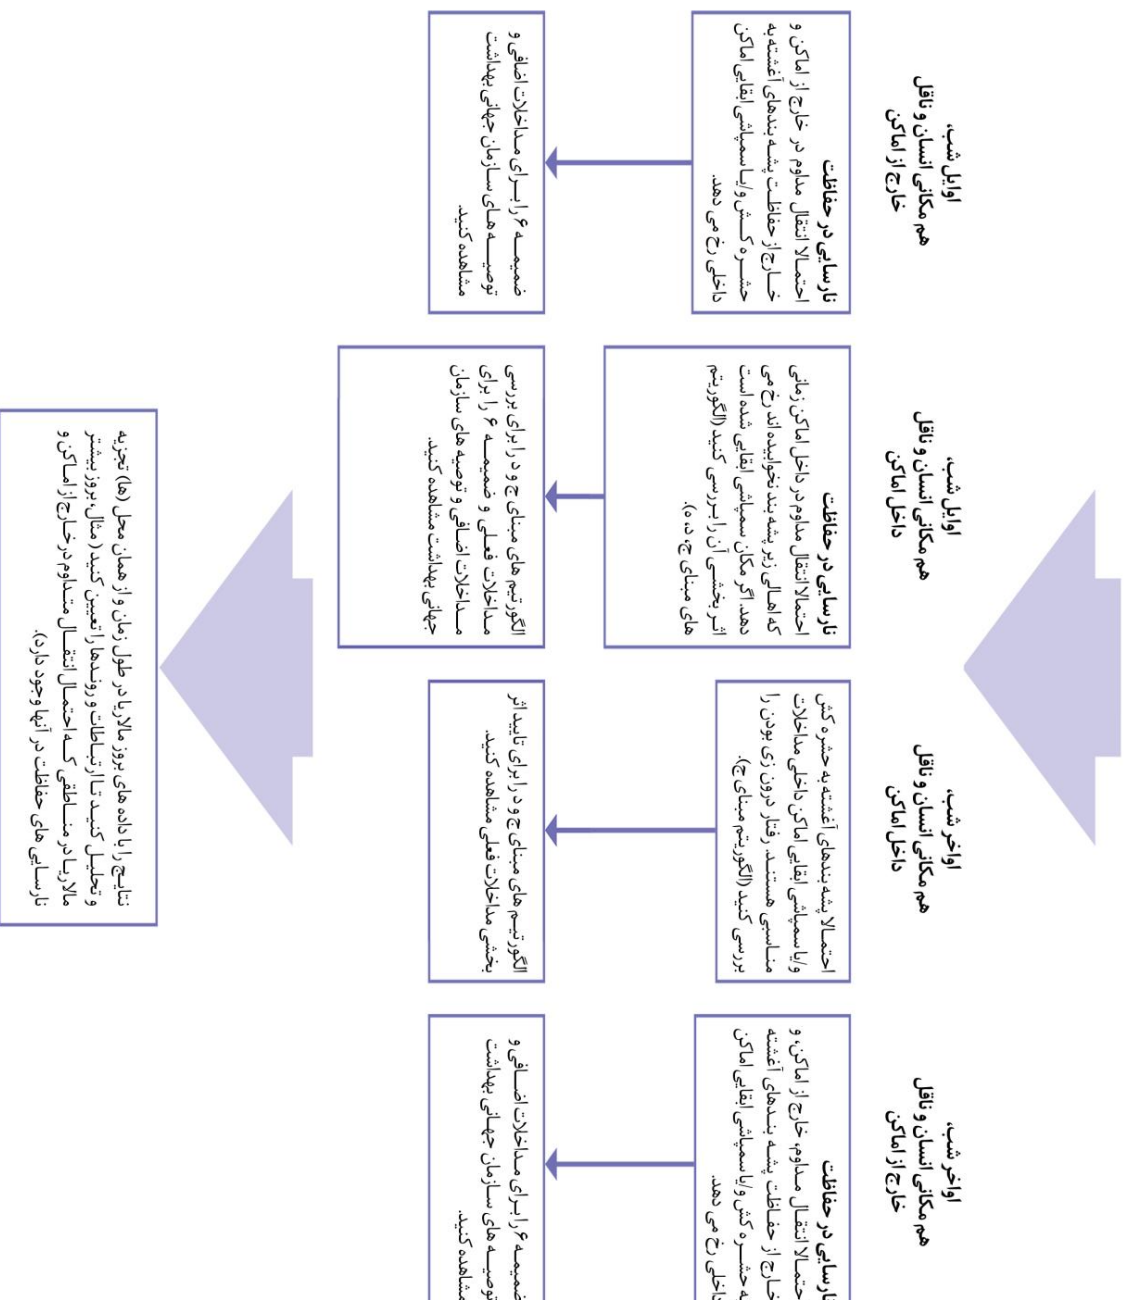 اواخر شب،
هم مکانی انسان و ناقل
خارج از اماکن
نارسایی در حفاظت
احتمالا انتقال مداوم، خارج از اماکن، و
خارج از حفاظت پشه بندهای آغشته
به حشره کش و/یا سمپاشی ابقایی اماکن
داخلی رخ می دهد.
ضمیمه ۶ را برای مداخلات اضافی و
توصیه های سازمان جهانی بهداشت
مشاهده کنید.
اواخر شب،
هم مکانی انسان و ناقل
داخل اماکن
احتمالا پشه بندهای آغشته به حشره کش
و/یا سمپاشی ابقایی اماکن داخلی مداخلات
مناسبی هستند. رفتار درون زی بودن را
بررسی کنید (الگوریتم مبنای ج).
الگورتیم های مبنای ج و د را برای تایید اثر
بخشی مداخلات فعلی مشاهده کنید.
اوایل شب،
هم مکانی انسان و ناقل
داخل اماکن
نارسایی در حفاظت
احتمالا انتقال مداوم در داخل اماکن زمانی
که اهالی زیر پشه بند نخوابیده اند رخ می
دهد. اگر مکان سمپاشی ابقایی شده است
اثر بخشی آن را بررسی کنید (الگوریتم
های مبنای ج، د، ه).
الگورتیم های مبنای ج و د را برای بررسی
مداخلات فعلی و ضمیمه ۶ را برای
مداخلات اضافی و توصیه های سازمان
جهانی بهداشت مشاهده کنید.
اوایل شب،
هم مکانی انسان و ناقل
خارج از اماکن
نارسایی در حفاظت
احتمالا انتقال مداوم در خارج از اماکن و
خارج از حفاظت پشه بندهای آغشته به
حشره کش و/یا سمپاشی ابقایی اماکن
داخلی رخ می دهد.
ضمیمه ۶ را برای مداخلات اضافی و
توصیه های سازمان جهانی بهداشت
مشاهده کنید.
نتایج را با داده های بروز مالاریا در طول زمان و از همان محل (ها) تجزیه
و تحلیل کنید تا ارتباطات و روندها را تعیین کنید (مثال، بروز بیشتر
مالاریا در مناطقی که احتمال انتقال متداوم در خارج از اماکن و
نارسایی های حفاظت در آنها وجود دارد).